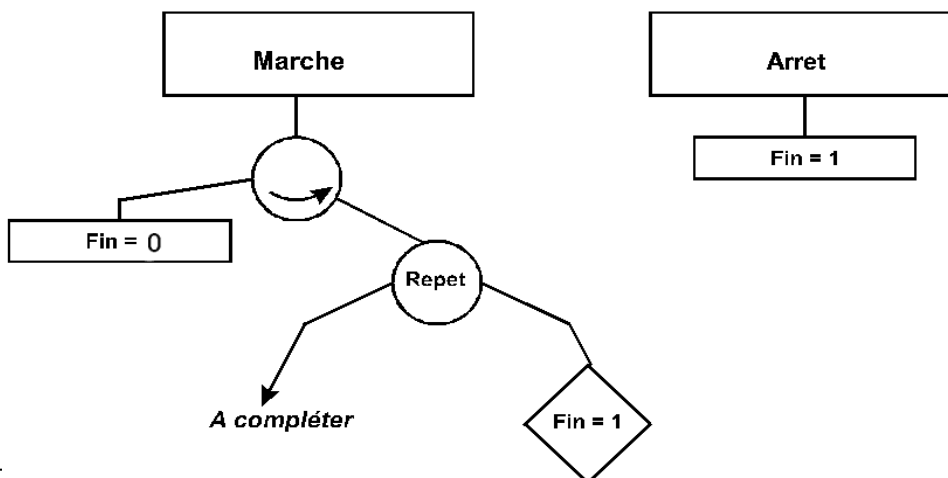 Marche
Arret
Fin = 1
Fin = 0
Repet
A compléter
Fin = 1